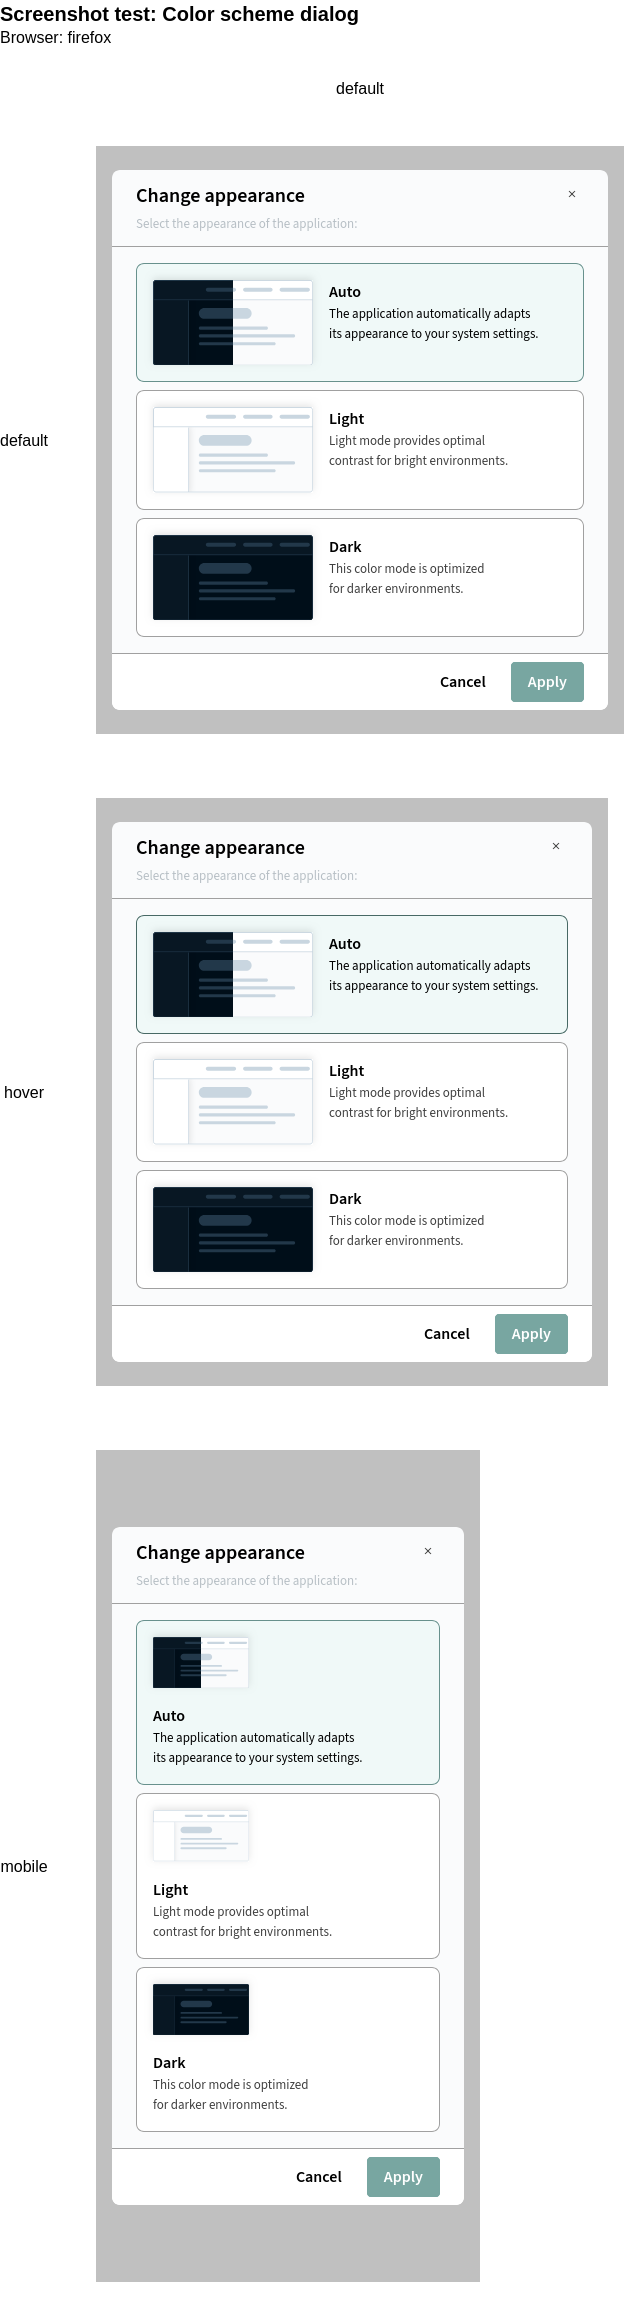 Screenshot test: Color scheme dialog
Browser: firefox
default
default
Change appearance
×
Select the appearance of the application:
Auto
The application automatically adapts
its appearance to your system settings.
Light
Light mode provides optimal
contrast for bright environments.
Dark
This color mode is optimized
for darker environments.
Cancel
Apply
hover
Change appearance
×
Select the appearance of the application:
Auto
The application automatically adapts
its appearance to your system settings.
Light
Light mode provides optimal
contrast for bright environments.
Dark
This color mode is optimized
for darker environments.
Cancel
Apply
mobile
Change appearance
×
Select the appearance of the application:
Auto
The application automatically adapts
its appearance to your system settings.
Light
Light mode provides optimal
contrast for bright environments.
Dark
This color mode is optimized
for darker environments.
Cancel
Apply